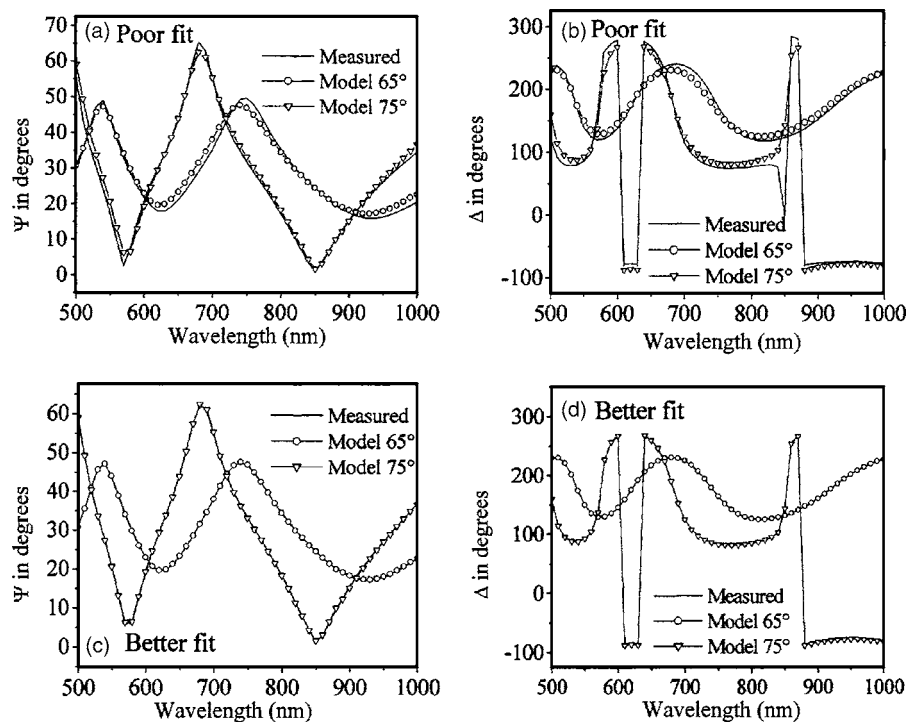 (a) Poor fit
Measured
Model 65°
Model 75°
Ψ in degrees
70
60
50
40
30
20
10
0
500 600 700 800 900 1000
Wavelength (nm)
(b) Poor fit
Measured
Model 65°
Model 75°
Δ in degrees
300
200
100
0
-100
500 600 700 800 900 1000
Wavelength (nm)
(c) Better fit
Measured
Model 65°
Model 75°
Ψ in degrees
60
50
40
30
20
10
0
500 600 700 800 900 1000
Wavelength (nm)
(d) Better fit
Measured
Model 65°
Model 75°
Δ in degrees
300
200
100
0
-100
500 600 700 800 900 1000
Wavelength (nm)